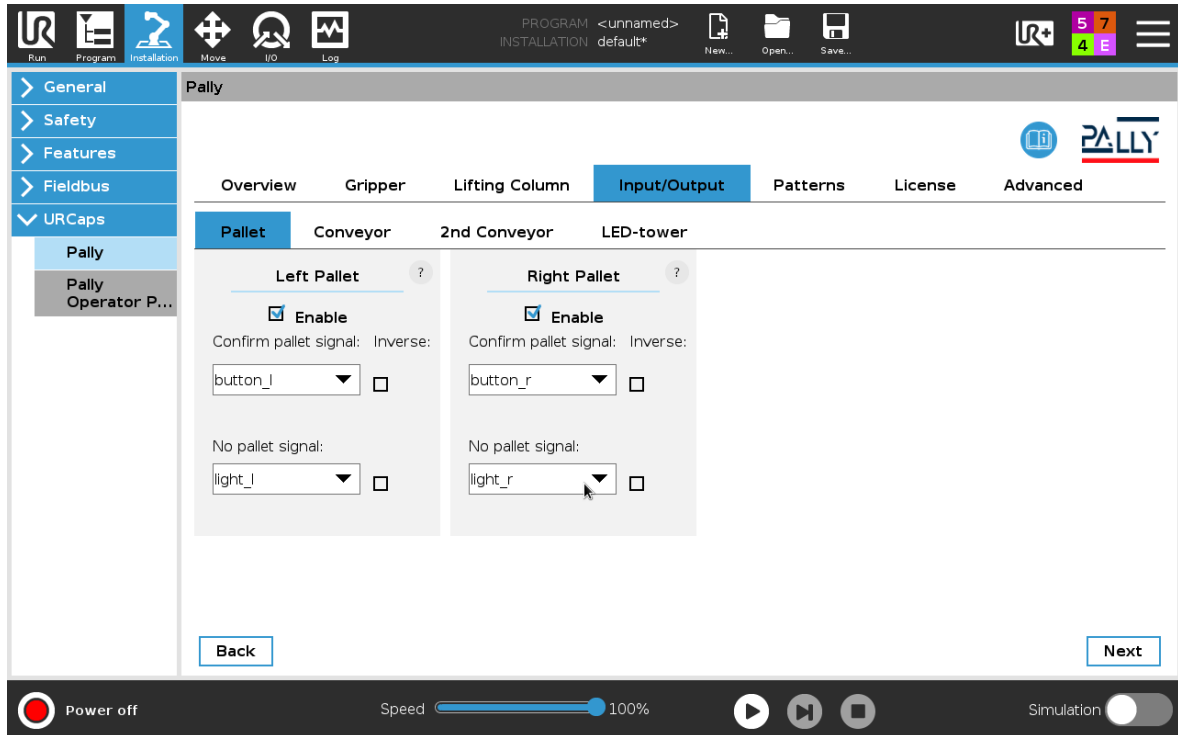 PROGRAM <unnamed>
INSTALLATION default*
Run Program Installation Move I/O Log New... Open... Save...
UR+
5 7
4 E
General
Safety
Features
Fieldbus
URCaps
Pally
Pally
Operator P...
Pally
PALLY
Overview Gripper Lifting Column Input/Output Patterns License Advanced
Pallet Conveyor 2nd Conveyor LED-tower
Left Pallet ?
Enable
Confirm pallet signal: Inverse:
button_l
No pallet signal:
light_l
Right Pallet ?
Enable
Confirm pallet signal: Inverse:
button_r
No pallet signal:
light_r
Back Next
Power off Speed 100% Simulation